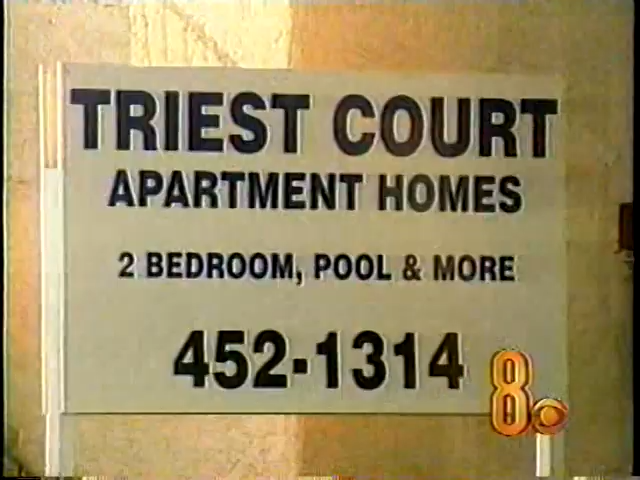 TRIEST COURT
APARTMENT HOMES
2 BEDROOM, POOL & MORE
452-1314
8